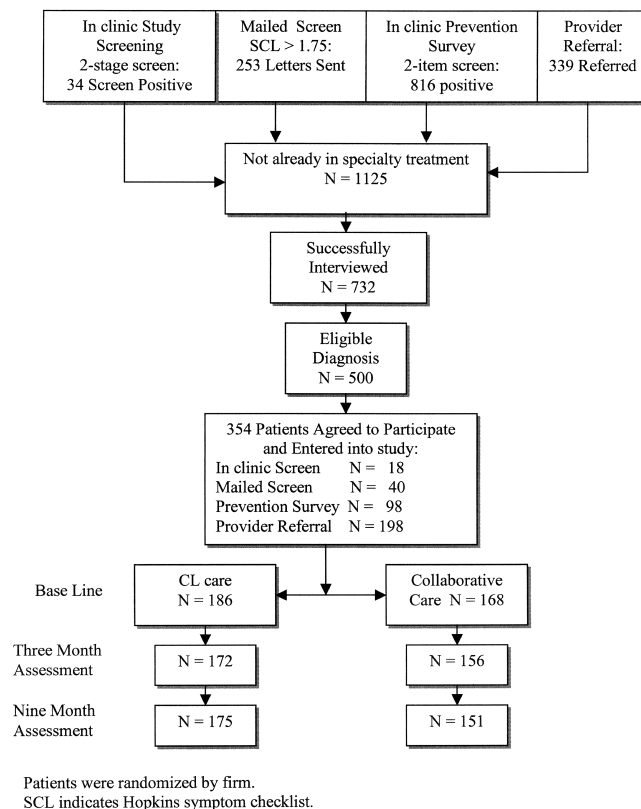 In clinic Study
Screening
2-stage screen:
34 Screen Positive
Mailed Screen
SCL > 1.75:
253 Letters Sent
In clinic Prevention
Survey
2-item screen:
816 positive
Provider
Referral:
339 Referred
Not already in specialty treatment
N = 1125
Successfully
Interviewed
N = 732
Eligible
Diagnosis
N = 500
354 Patients Agreed to Participate
and Entered into study:
In clinic Screen N = 18
Mailed Screen N = 40
Prevention Survey N = 98
Provider Referral N = 198
Base Line
CL care
N = 186
Collaborative
Care N = 168
Three Month
Assessment
N = 172
N = 156
Nine Month
Assessment
N = 175
N = 151
Patients were randomized by firm.
SCL indicates Hopkins symptom checklist.